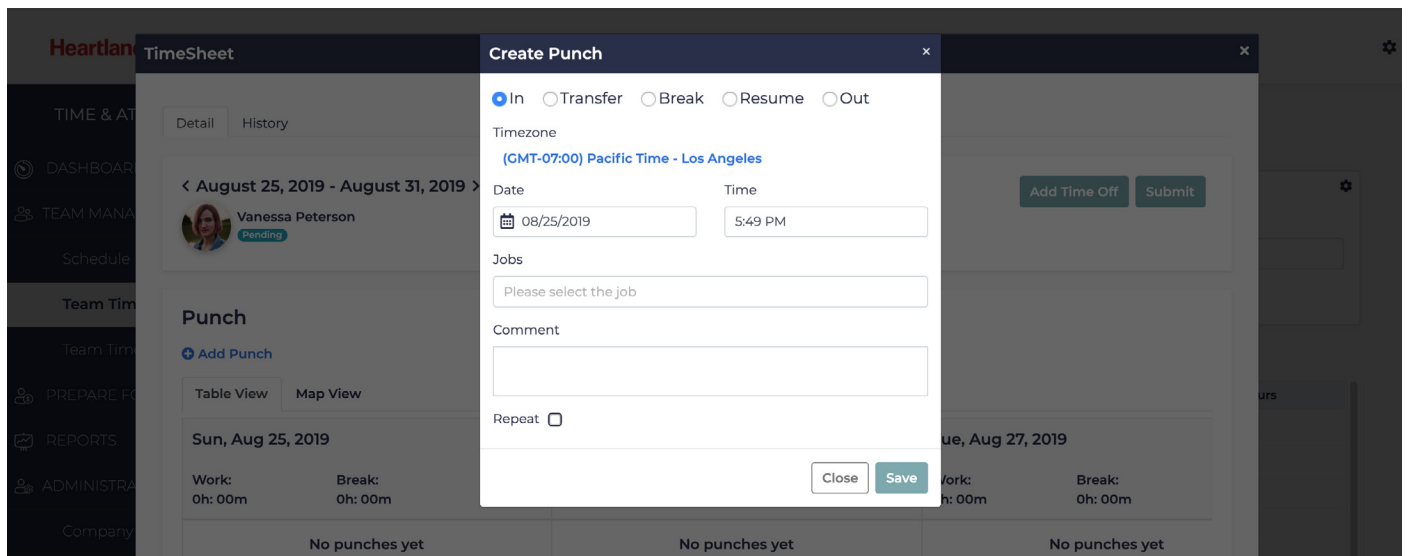 Heartlan
TimeSheet
×
TIME & AT
DASHBOAR
TEAM MANA
Schedule
Team Tim
Team Tim
PREPARE FO
REPORTS
ADMINISTRA
Company
Detail History
< August 25, 2019 - August 31, 2019 >
Vanessa Peterson
Pending
Add Time Off Submit
Punch
Add Punch
Table View Map View
Sun, Aug 25, 2019
Work: Break:
0h: 00m 0h: 00m
No punches yet
No punches yet
ue, Aug 27, 2019
Work: Break:
h: 00m 0h: 00m
No punches yet
urs
Create Punch ×
In Transfer Break Resume Out
Timezone
(GMT-07:00) Pacific Time - Los Angeles
Date Time
08/25/2019 5:49 PM
Jobs
Please select the job
Comment
Repeat
Close Save